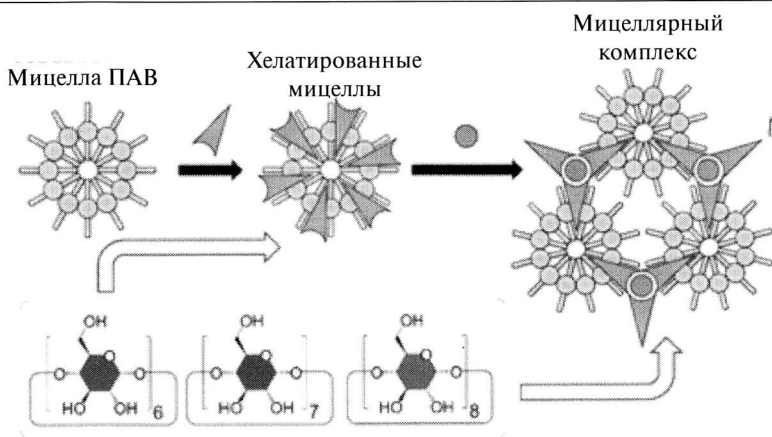 Мицеллярный
комплекс
Хелатированные
мицеллы
Мицелла ПАВ
OH OH OH
O O O O O O O O O
HO OH 6 HO OH 7 HO OH 8